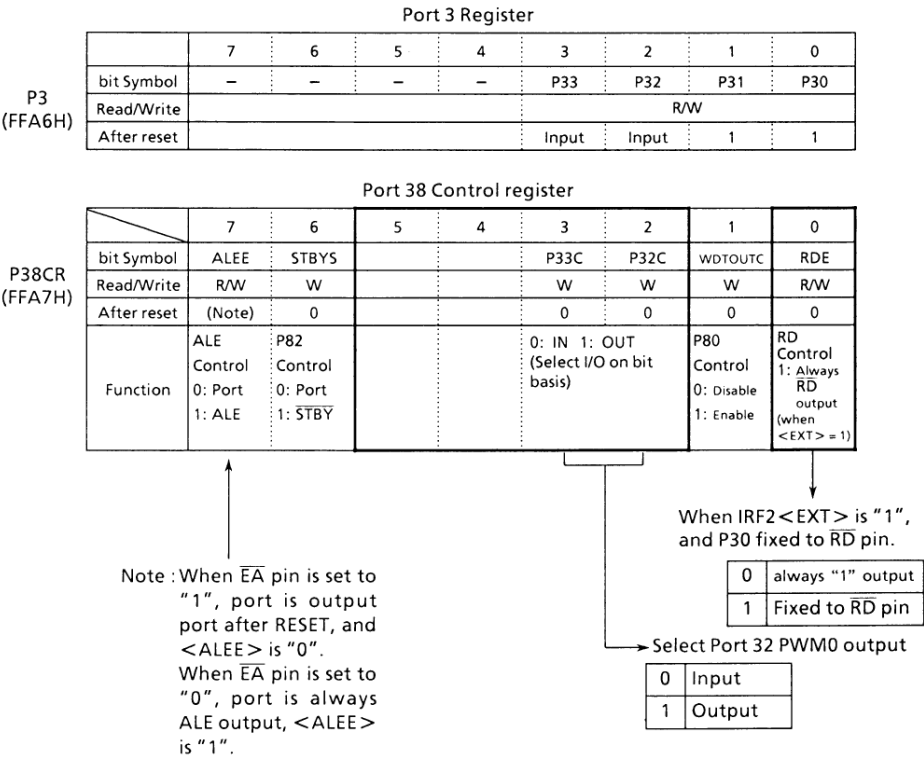 Port 3 Register
7 6 5 4 3 2 1 0
bit Symbol – – – – P33 P32 P31 P30
P3
(FFA6H)
Read/Write R/W
After reset Input Input 1 1
Port 38 Control register
7 6 5 4 3 2 1 0
bit Symbol ALEE STBYS P33C P32C WDTOUTC RDE
P38CR
(FFA7H)
Read/Write R/W W W W W R/W
After reset (Note) 0 0 0 0 0
Function
ALE
Control
0: Port
1: ALE
P82
Control
0: Port
1: S̅T̅B̅Y̅
0: IN 1: OUT
(Select I/O on bit
basis)
P80
Control
0: Disable
1: Enable
RD
Control
1: Always
R̅D̅
output
(when
<EXT> = 1)
When IRF2<EXT> is "1",
and P30 fixed to R̅D̅ pin.
0 always "1" output
1 Fixed to R̅D̅ pin
Select Port 32 PWM0 output
0 Input
1 Output
Note : When E̅A̅ pin is set to
"1", port is output
port after RESET, and
<ALEE> is "0".
When E̅A̅ pin is set to
"0", port is always
ALE output, <ALEE>
is "1".